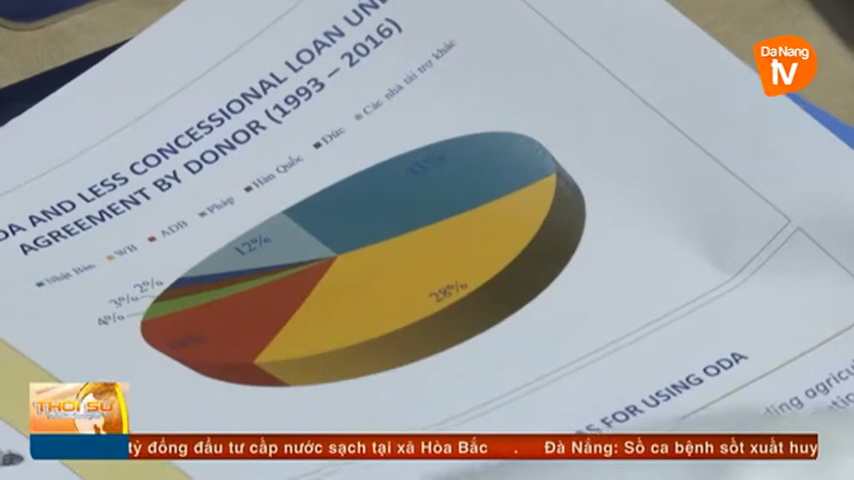 DA AND LESS CONCESSIONAL LOAN UN
AGREEMENT BY DONOR (1993 – 2016)
Nhật Bản WB ADB Pháp Hàn Quốc Đức Các nhà tài trợ khác
12%
2%
3%
4%
28%
FOR USING ODA
Da Nang
tv
THỜI SỰ
tỷ đồng đầu tư cấp nước sạch tại xã Hòa Bắc . Đà Nẵng: Số ca bệnh sốt xuất huy